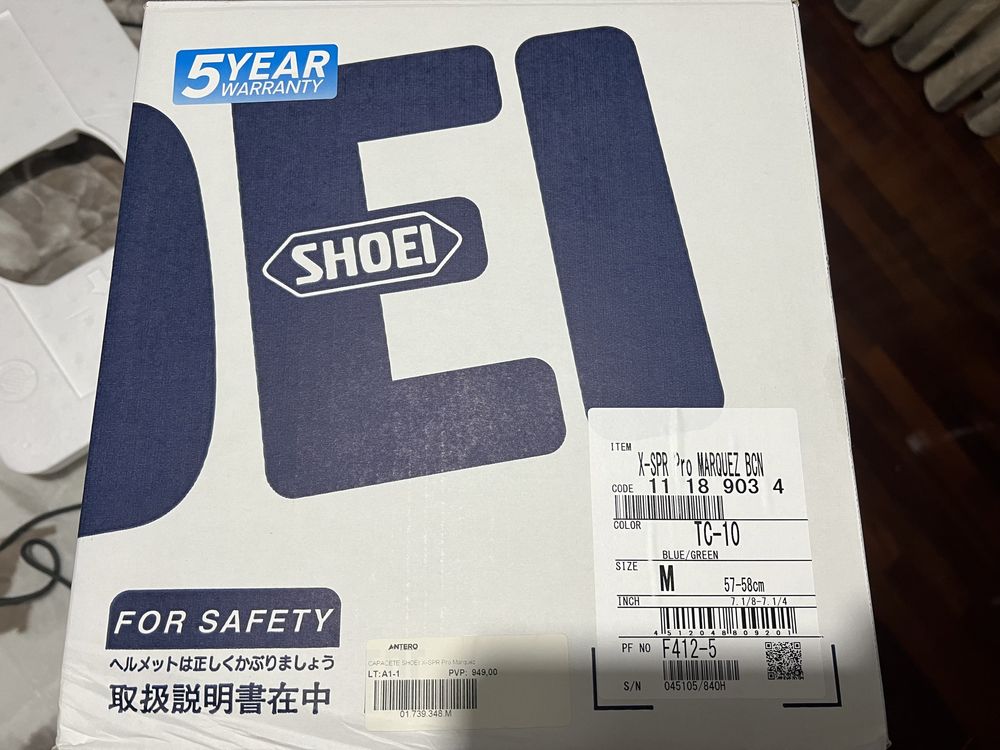 5 YEAR
WARRANTY
OEI
SHOEI
ITEM
X-SPR Pro MARQUEZ BCN
CODE 11 18 903 4
COLOR
TC-10
BLUE/GREEN
SIZE
M 57-58cm
INCH 7.1/8-7.1/4
4512048809201
PF NO F412-5
S/N 045105/840H
FOR SAFETY
ヘルメットは正しくかぶりましょう
取扱説明書在中
ANTERO
CAPACETE SHOEI X-SPR Pro Marquez
LT:A1-1 PVP: 949,00
01.739.348.M